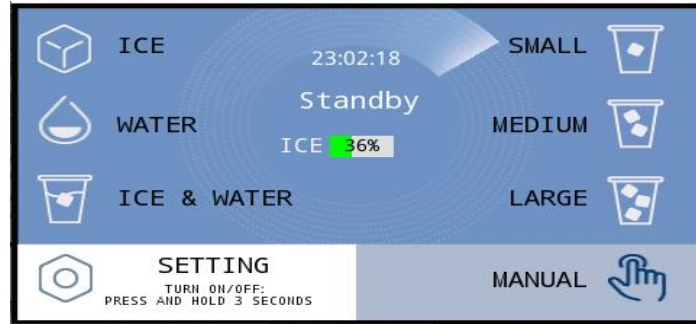 ICE
23:02:18
SMALL
Standby
WATER
MEDIUM
ICE 36%
ICE & WATER
LARGE
SETTING
TURN ON/OFF:
PRESS AND HOLD 3 SECONDS
MANUAL